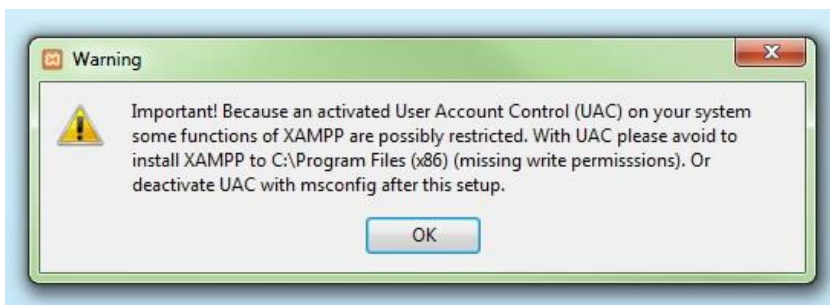 Warning
Important! Because an activated User Account Control (UAC) on your system
some functions of XAMPP are possibly restricted. With UAC please avoid to
install XAMPP to C:\Program Files (x86) (missing write permisssions). Or
deactivate UAC with msconfig after this setup.
OK